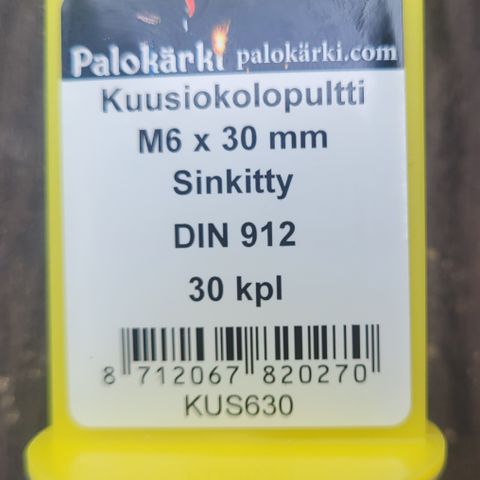 Palokärki palokärki.com
Kuusiokolopultti
M6 x 30 mm
Sinkitty
DIN 912
30 kpl
8 712067 820270
KUS630